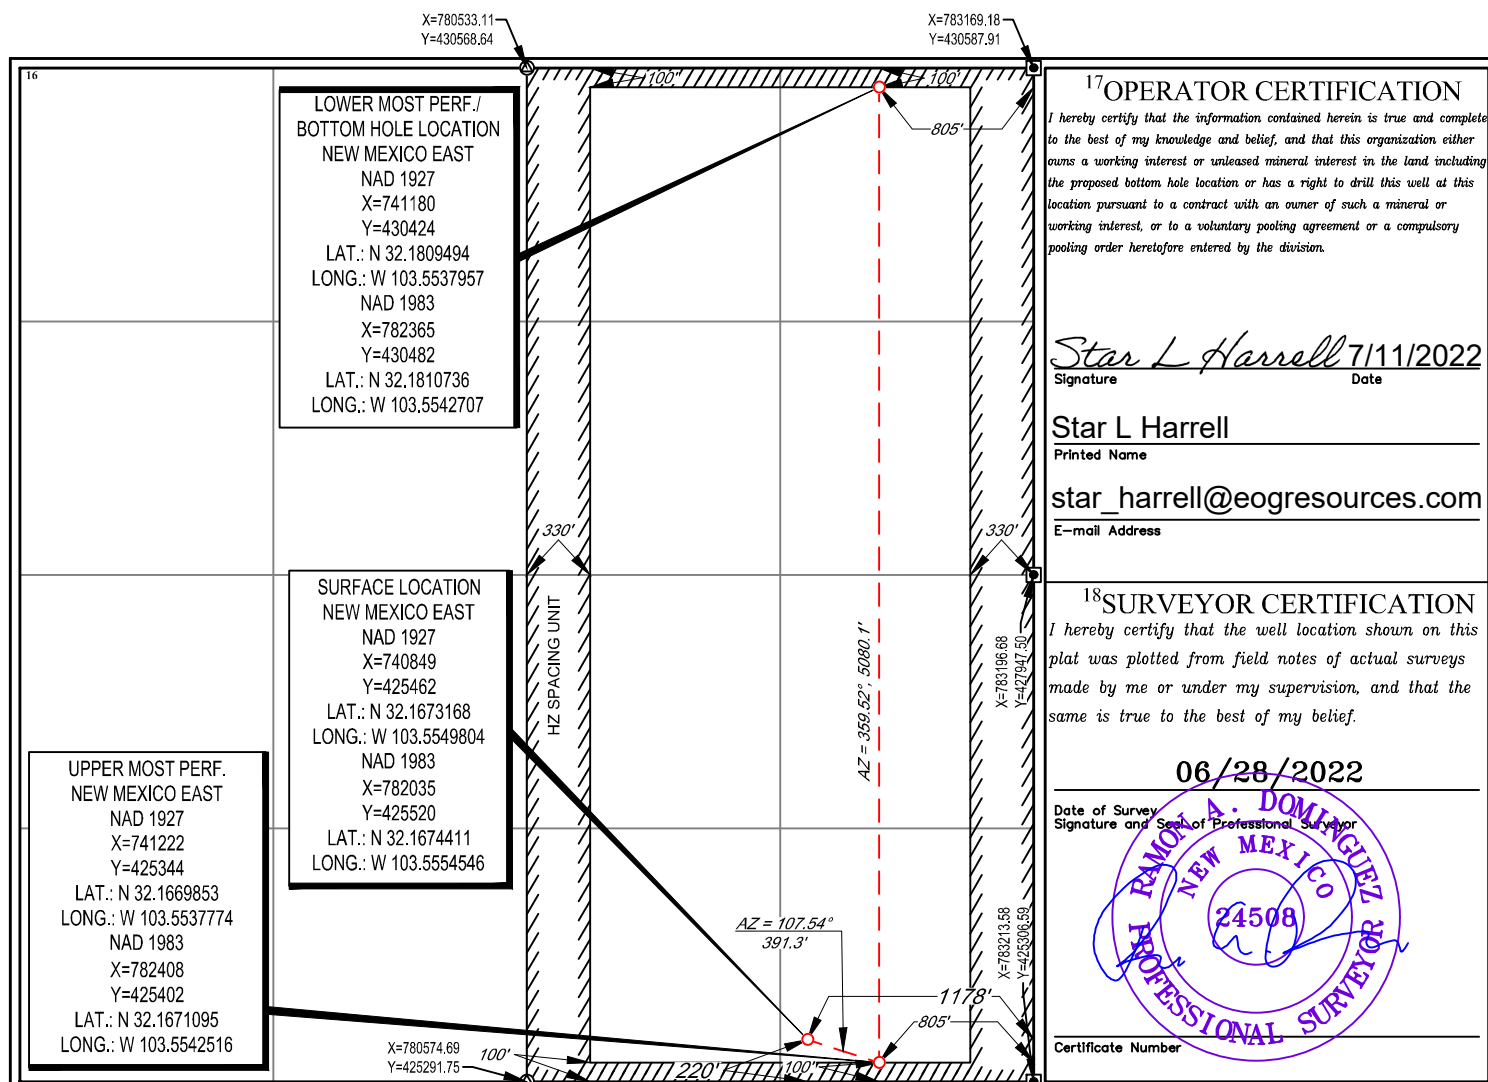 X=780533.11
Y=430568.64
X=783169.18
Y=430587.91
16
100'
100'
805'
LOWER MOST PERF./
BOTTOM HOLE LOCATION
NEW MEXICO EAST
NAD 1927
X=741180
Y=430424
LAT.: N 32.1809494
LONG.: W 103.5537957
NAD 1983
X=782365
Y=430482
LAT.: N 32.1810736
LONG.: W 103.5542707
330'
330'
HZ SPACING UNIT
AZ = 359.52°, 5080.1'
X=783196.68
Y=427947.50
SURFACE LOCATION
NEW MEXICO EAST
NAD 1927
X=740849
Y=425462
LAT.: N 32.1673168
LONG.: W 103.5549804
NAD 1983
X=782035
Y=425520
LAT.: N 32.1674411
LONG.: W 103.5554546
UPPER MOST PERF.
NEW MEXICO EAST
NAD 1927
X=741222
Y=425344
LAT.: N 32.1669853
LONG.: W 103.5537774
NAD 1983
X=782408
Y=425402
LAT.: N 32.1671095
LONG.: W 103.5542516
AZ = 107.54°
391.3'
X=783213.58
Y=425306.59
1178'
805'
X=780574.69
Y=425291.75
100'
220'
100'
17OPERATOR CERTIFICATION
I hereby certify that the information contained herein is true and complete
to the best of my knowledge and belief, and that this organization either
owns a working interest or unleased mineral interest in the land including
the proposed bottom hole location or has a right to drill this well at this
location pursuant to a contract with an owner of such a mineral or
working interest, or to a voluntary pooling agreement or a compulsory
pooling order heretofore entered by the division.
Star L Harrell 7/11/2022
Signature Date
Star L Harrell
Printed Name
star_harrell@eogresources.com
E-mail Address
18SURVEYOR CERTIFICATION
I hereby certify that the well location shown on this
plat was plotted from field notes of actual surveys
made by me or under my supervision, and that the
same is true to the best of my belief.
06/28/2022
Date of Survey
Signature and Seal of Professional Surveyor
RAMON A. DOMINGUEZ
NEW MEXICO
24508
PROFESSIONAL SURVEYOR
Certificate Number